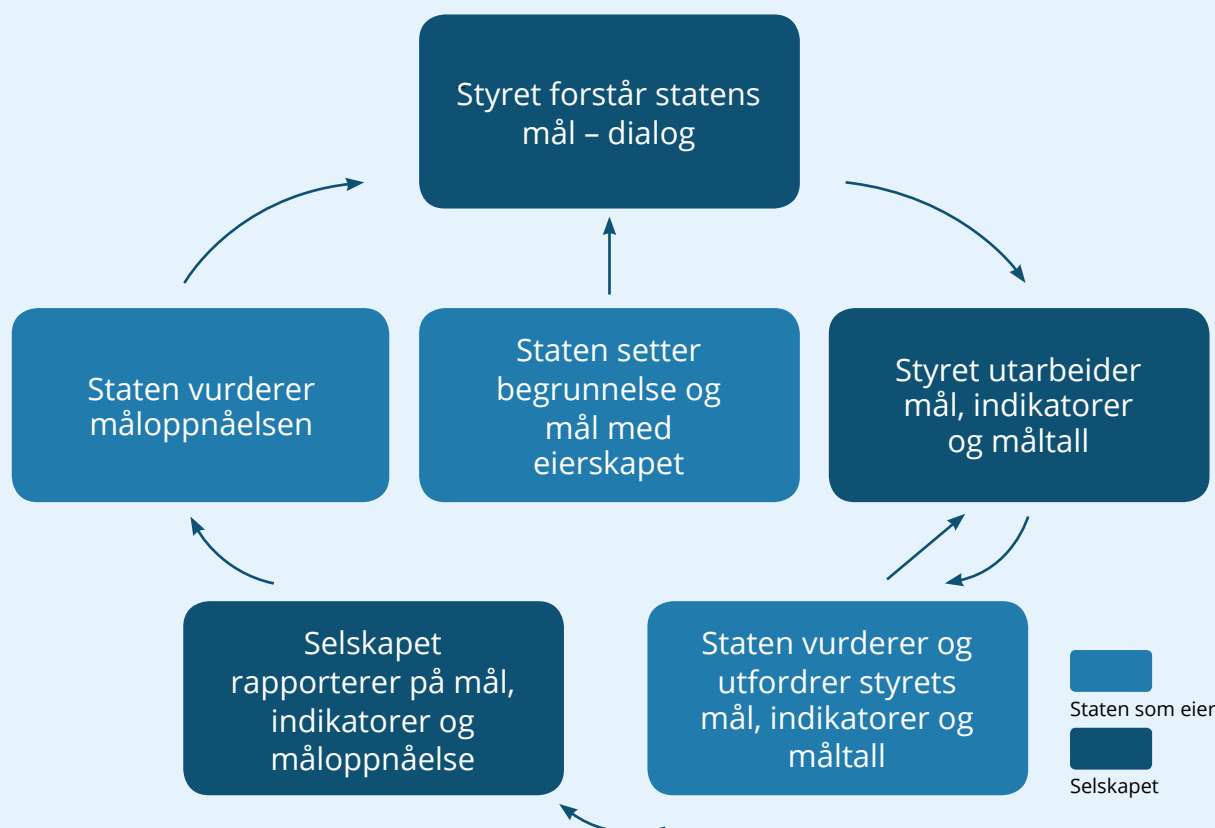 Styret forstår statens
mål – dialog
Staten vurderer
måloppnåelsen
Staten setter
begrunnelse og
mål med
eierskapet
Styret utarbeider
mål, indikatorer
og måltall
Selskapet
rapporterer på mål,
indikatorer og
måloppnåelse
Staten vurderer og
utfordrer styrets
mål, indikatorer og
måltall
Staten som eier
Selskapet